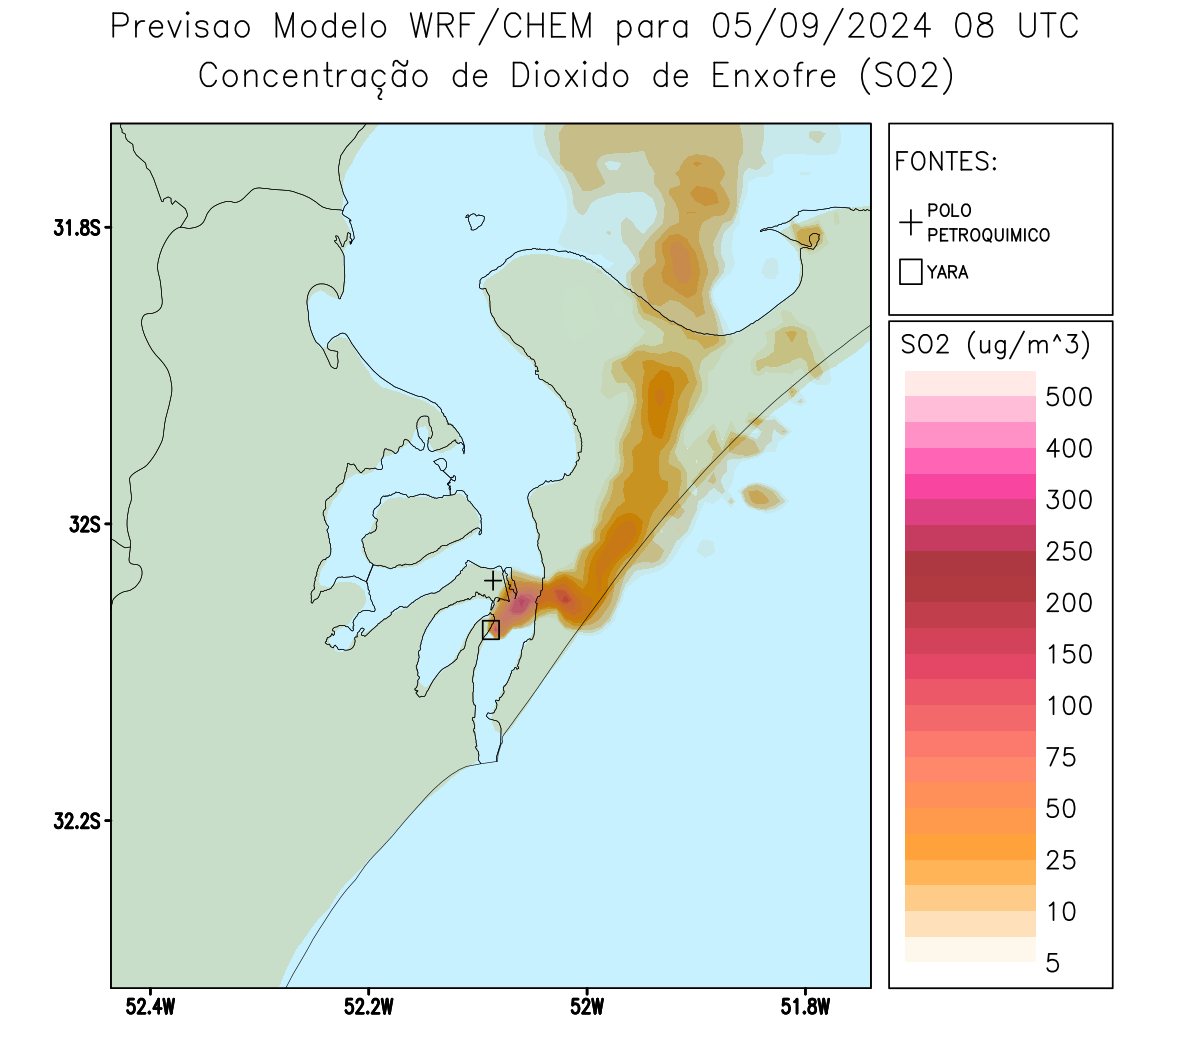 Previsao Modelo WRF/CHEM para 05/09/2024 08 UTC
Concentração de Dioxido de Enxofre (SO2)
FONTES:
POLO
PETROQUIMICO
YARA
SO2 (ug/m^3)
500
400
300
250
200
150
100
75
50
25
10
5
31.8S
32S
32.2S
52.4W
52.2W
52W
51.8W